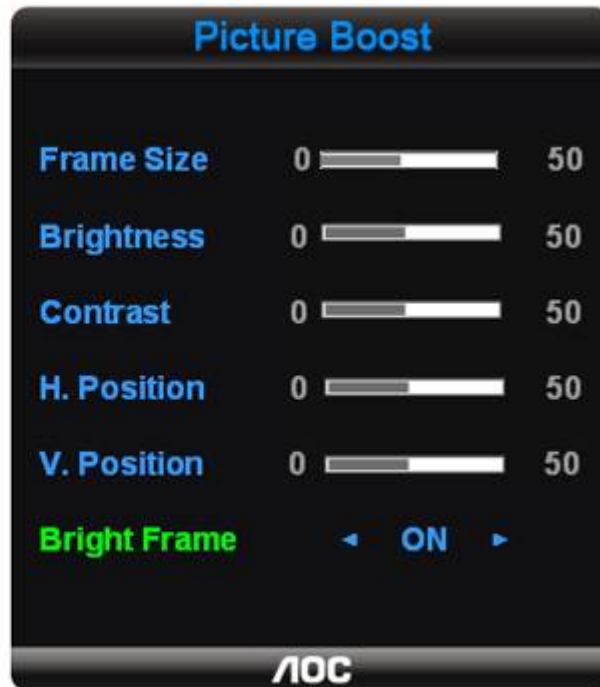 Picture Boost
Frame Size 0 50
Brightness 0 50
Contrast 0 50
H. Position 0 50
V. Position 0 50
Bright Frame ◄ ON ►
AOC